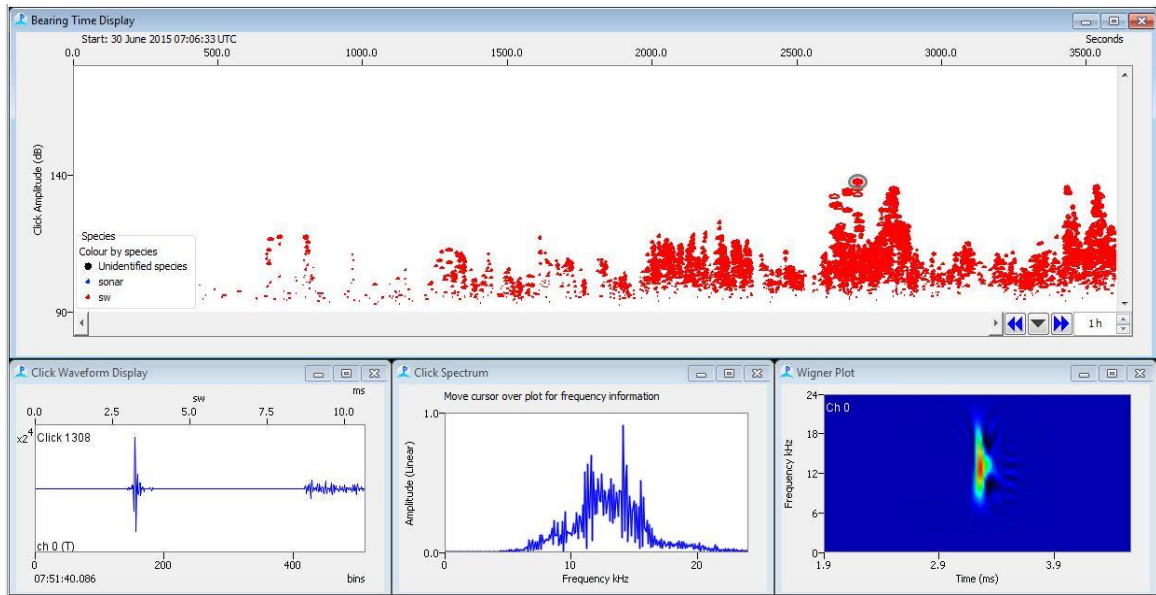 Bearing Time Display
Start: 30 June 2015 07:06:33 UTC
Seconds
0.0 500.0 1000.0 1500.0 2000.0 2500.0 3000.0 3500.0
Click Amplitude (dB)
140
90
Species
Colour by species
Unidentified species
sonar
sw
1h
Click Waveform Display
sw
ms
0.0 2.5 5.0 7.5 10.0
x2⁴
Click 1308
ch 0 (T)
0 200 400
07:51:40.086
bins
Click Spectrum
Move cursor over plot for frequency information
1.0
Amplitude (Linear)
0.0
0 10 20
Frequency kHz
Wigner Plot
24
Ch 0
18
12
6
0
Frequency kHz
1.9 2.9 3.9
Time (ms)